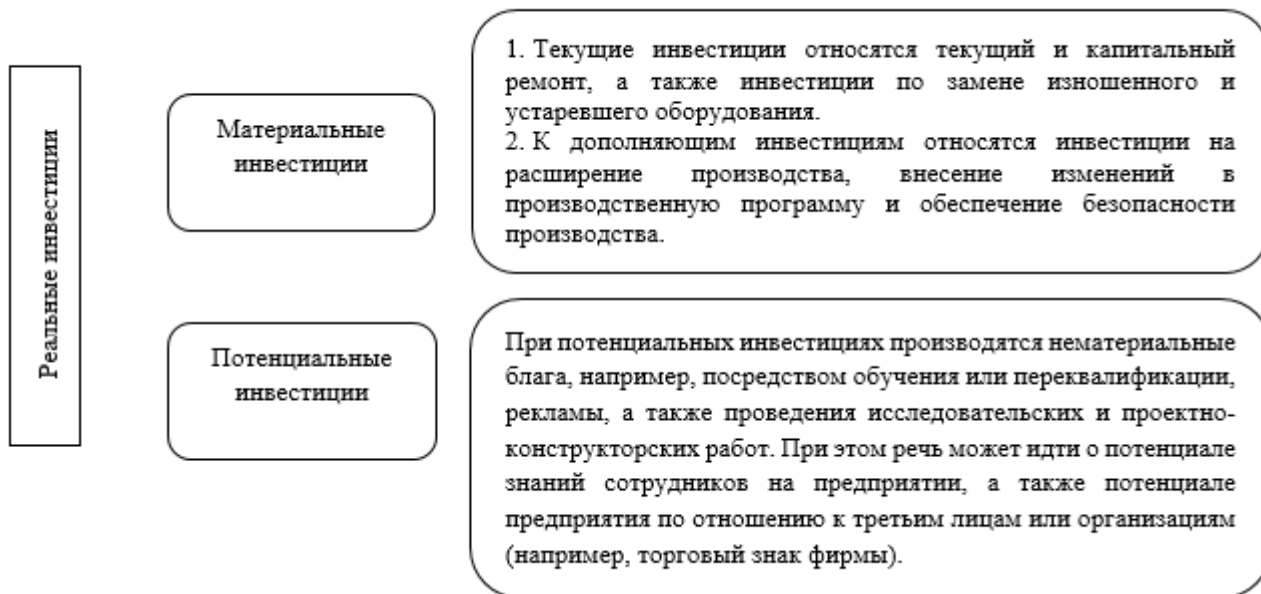 Реальные инвестиции
Материальные
инвестиции
1. Текущие инвестиции относятся текущий и капитальный
ремонт, а также инвестиции по замене изношенного и
устаревшего оборудования.
2. К дополняющим инвестициям относятся инвестиции на
расширение производства, внесение изменений в
производственную программу и обеспечение безопасности
производства.
Потенциальные
инвестиции
При потенциальных инвестициях производятся нематериальные
блага, например, посредством обучения или переквалификации,
рекламы, а также проведения исследовательских и проектно-
конструкторских работ. При этом речь может идти о потенциале
знаний сотрудников на предприятии, а также потенциале
предприятия по отношению к третьим лицам или организациям
(например, торговый знак фирмы).